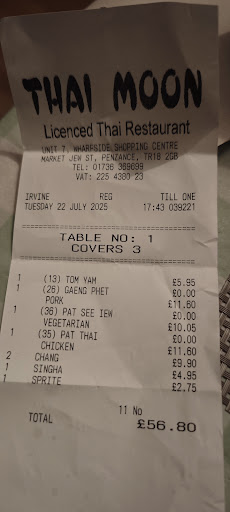 THAI MOON
Licenced Thai Restaurant
UNIT 7, WHARFSIDE SHOPPING CENTRE
MARKET JEW ST, PENZANCE, TR18 2GB
TEL: 01736 369699
VAT: 225 4380 23
IRVINE REG TILL ONE
TUESDAY 22 JULY 2025 17:43 039221
TABLE NO: 1
COVERS 3
1 (13) TOM YAM £5.95
1 (26) GAENG PHET £0.00
PORK £11.60
1 (36) PAT SEE IEW £0.00
VEGETARIAN £10.05
1 (35) PAT THAI £0.00
CHICKEN £11.60
2 CHANG £9.90
1 SINGHA £4.95
1 SPRITE £2.75
11 No
TOTAL £56.80